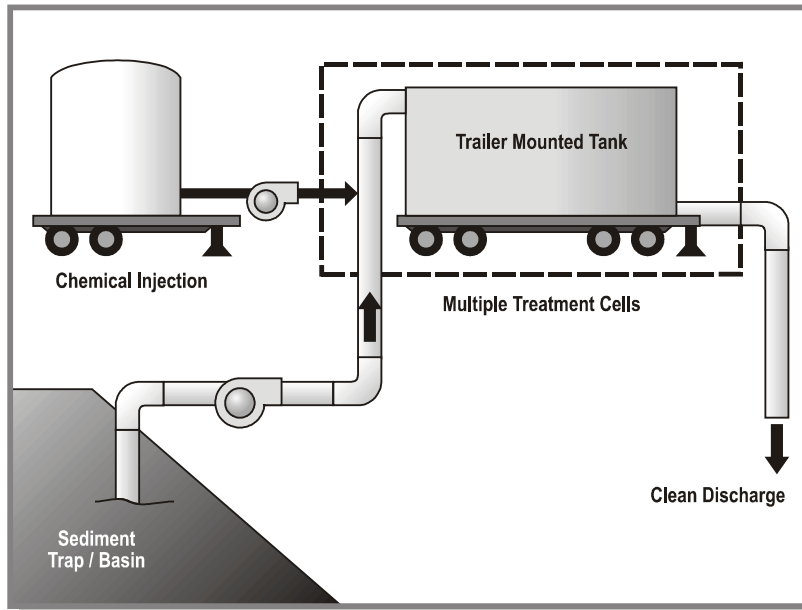 Trailer Mounted Tank
Chemical Injection
Multiple Treatment Cells
Clean Discharge
Sediment
Trap / Basin